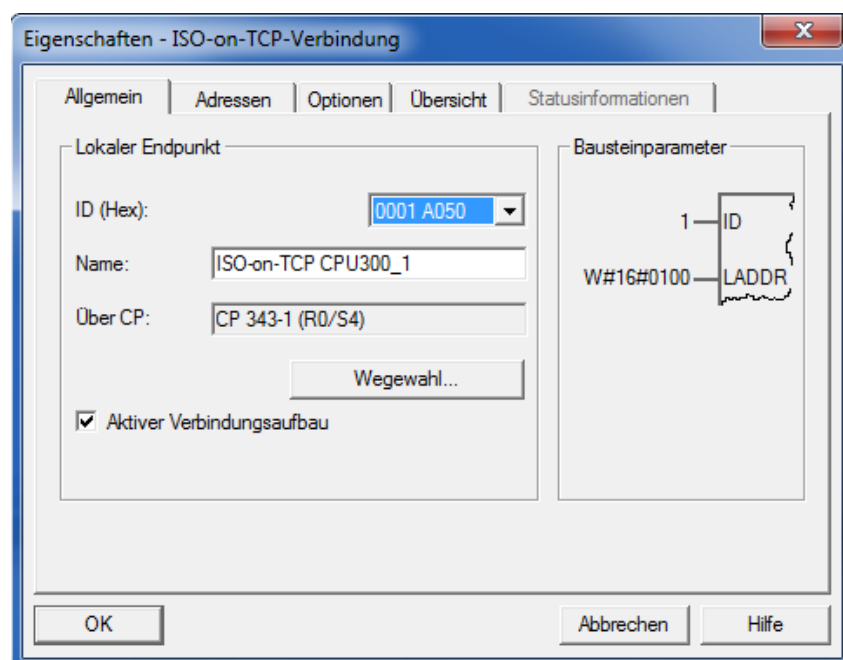 Eigenschaften - ISO-on-TCP-Verbindung
Allgemein Adressen Optionen Übersicht Statusinformationen
Lokaler Endpunkt
ID (Hex): 0001 A050
Name: ISO-on-TCP CPU300_1
Über CP: CP 343-1 (R0/S4)
Wegewahl...
Aktiver Verbindungsaufbau
Bausteinparameter
1 ID
W#16#0100 LADDR
OK Abbrechen Hilfe